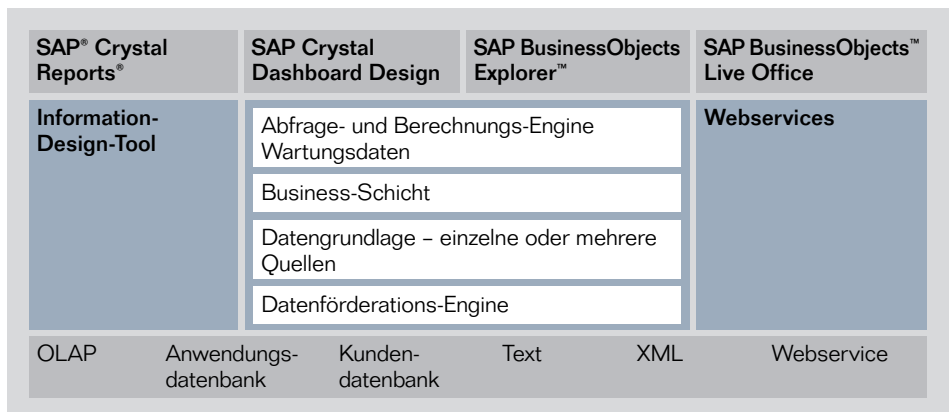 SAP® Crystal
Reports®
SAP Crystal
Dashboard Design
SAP BusinessObjects
Explorer™
SAP BusinessObjects™
Live Office
Information-
Design-Tool
Abfrage- und Berechnungs-Engine
Wartungsdaten
Business-Schicht
Datengrundlage – einzelne oder mehrere
Quellen
Datenförderations-Engine
Webservices
OLAP
Anwendungs-
datenbank
Kunden-
datenbank
Text
XML
Webservice